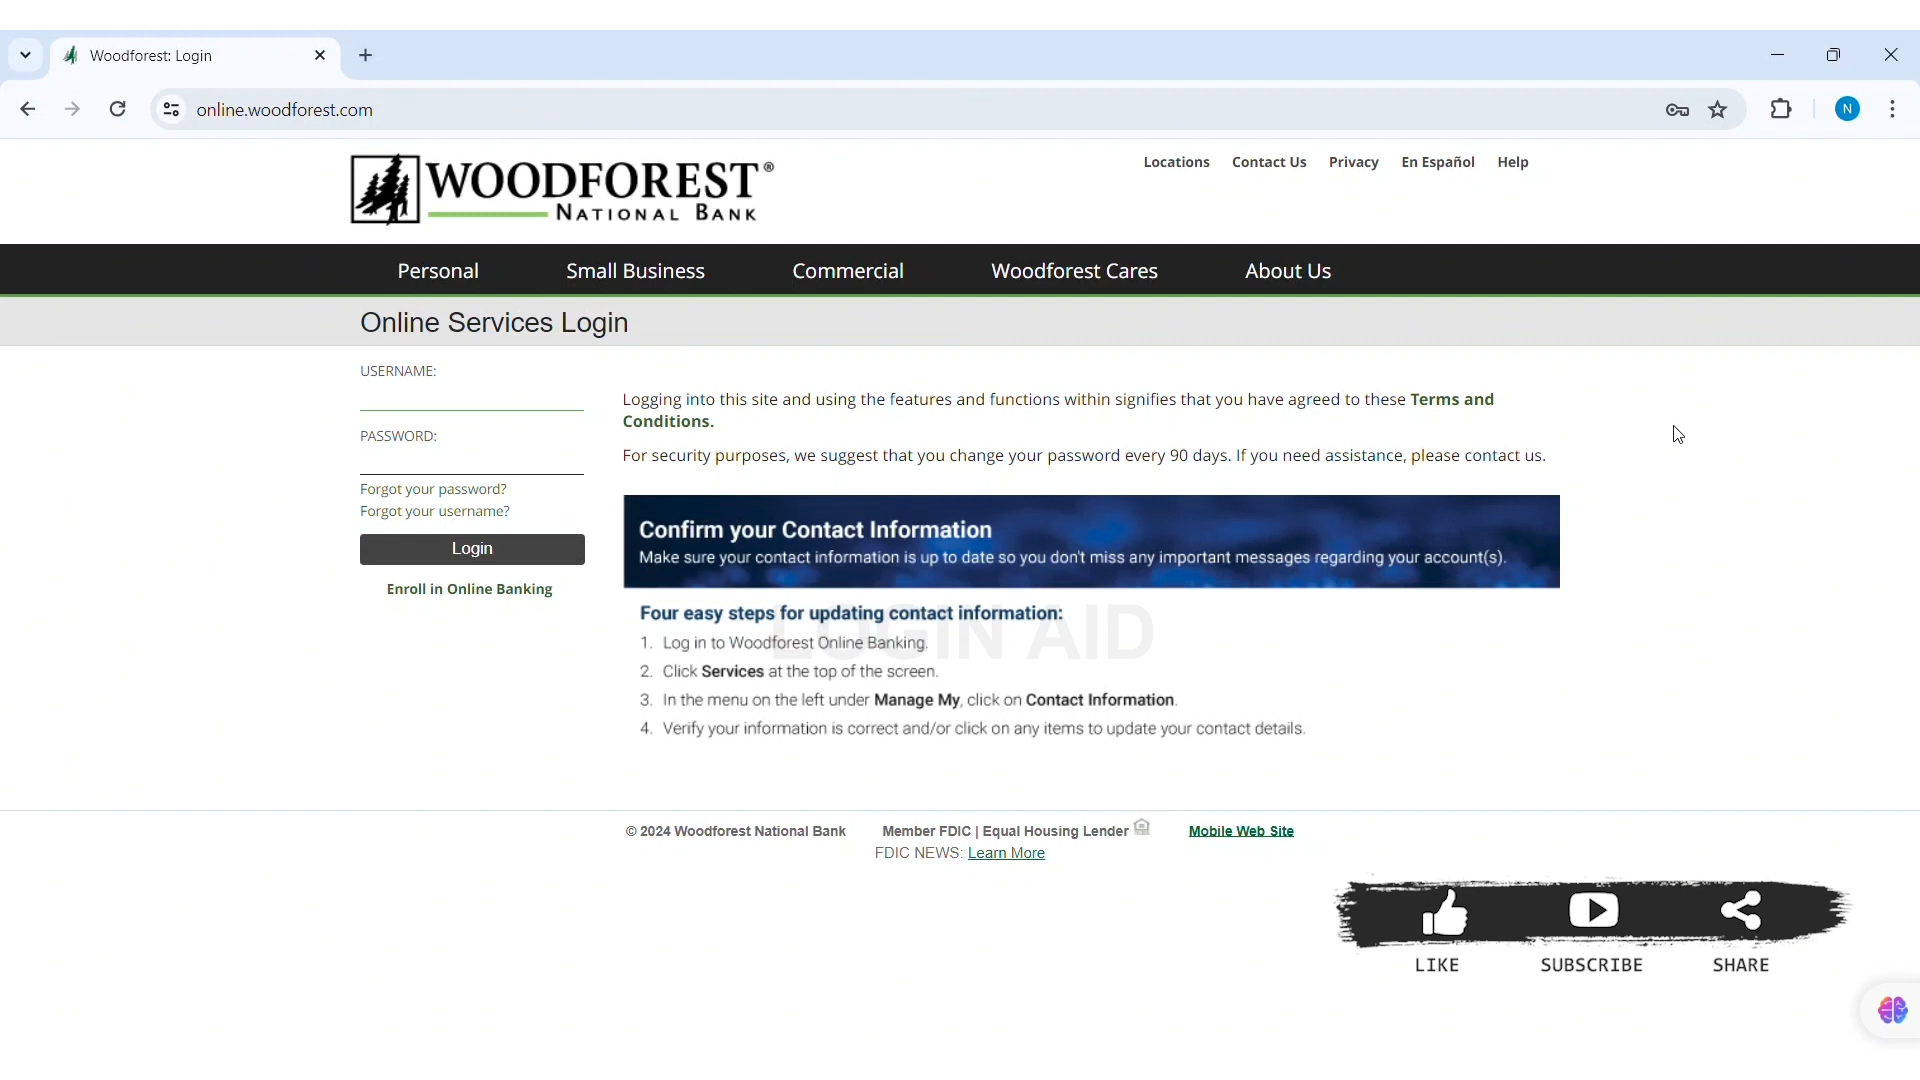 Woodforest: Login
online.woodforest.com
N
WOODFOREST®
NATIONAL BANK
Locations Contact Us Privacy En Español Help
Personal Small Business Commercial Woodforest Cares About Us
Online Services Login
USERNAME:
PASSWORD:
Forgot your password?
Forgot your username?
Login
Enroll in Online Banking
Logging into this site and using the features and functions within signifies that you have agreed to these Terms and
Conditions.
For security purposes, we suggest that you change your password every 90 days. If you need assistance, please contact us.
Confirm your Contact Information
Make sure your contact information is up to date so you don't miss any important messages regarding your account(s).
Four easy steps for updating contact information:
LOGIN AID
1. Log in to Woodforest Online Banking.
2. Click Services at the top of the screen.
3. In the menu on the left under Manage My, click on Contact Information.
4. Verify your information is correct and/or click on any items to update your contact details.
© 2024 Woodforest National Bank Member FDIC | Equal Housing Lender Mobile Web Site
FDIC NEWS: Learn More
LIKE SUBSCRIBE SHARE